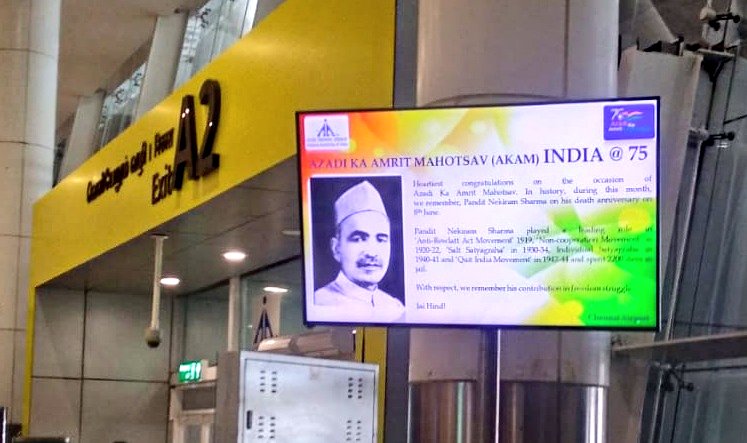 வெளியேறும் வழி । निकास
Exit A2
AZADI KA AMRIT MAHOTSAV (AKAM) INDIA @ 75
Heartiest congratulations on the occasion of
Azadi Ka Amrit Mahotsav. In history, during this month,
we remember, Pandit Nekiram Sharma on his death anniversary on
8th June.
Pandit Nekiram Sharma played a leading role in
'Anti-Rowlatt Act Movement' 1919, 'Non-cooperation Movement' in
1920-22, 'Salt Satyagraha' in 1930-34, Individual Satyagraha in
1940-41 and 'Quit India Movement' in 1942-44 and spent 2200 days in
jail.
With respect, we remember his contribution in freedom struggle.
Jai Hind!
Chennai Airport